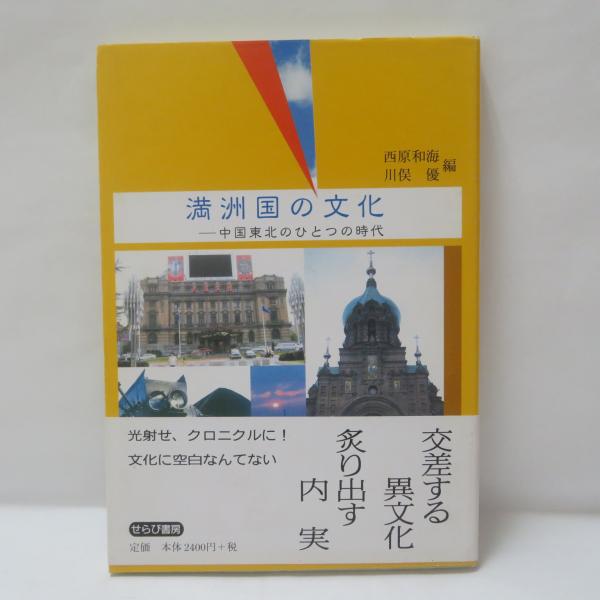 西原和海
川俣 優 編
満洲国の文化
―中国東北のひとつの時代
交差する
異文化
炙り出す
内実
光射せ、クロニクルに！
文化に空白なんてない
せらび書房
定価 本体2400円＋税